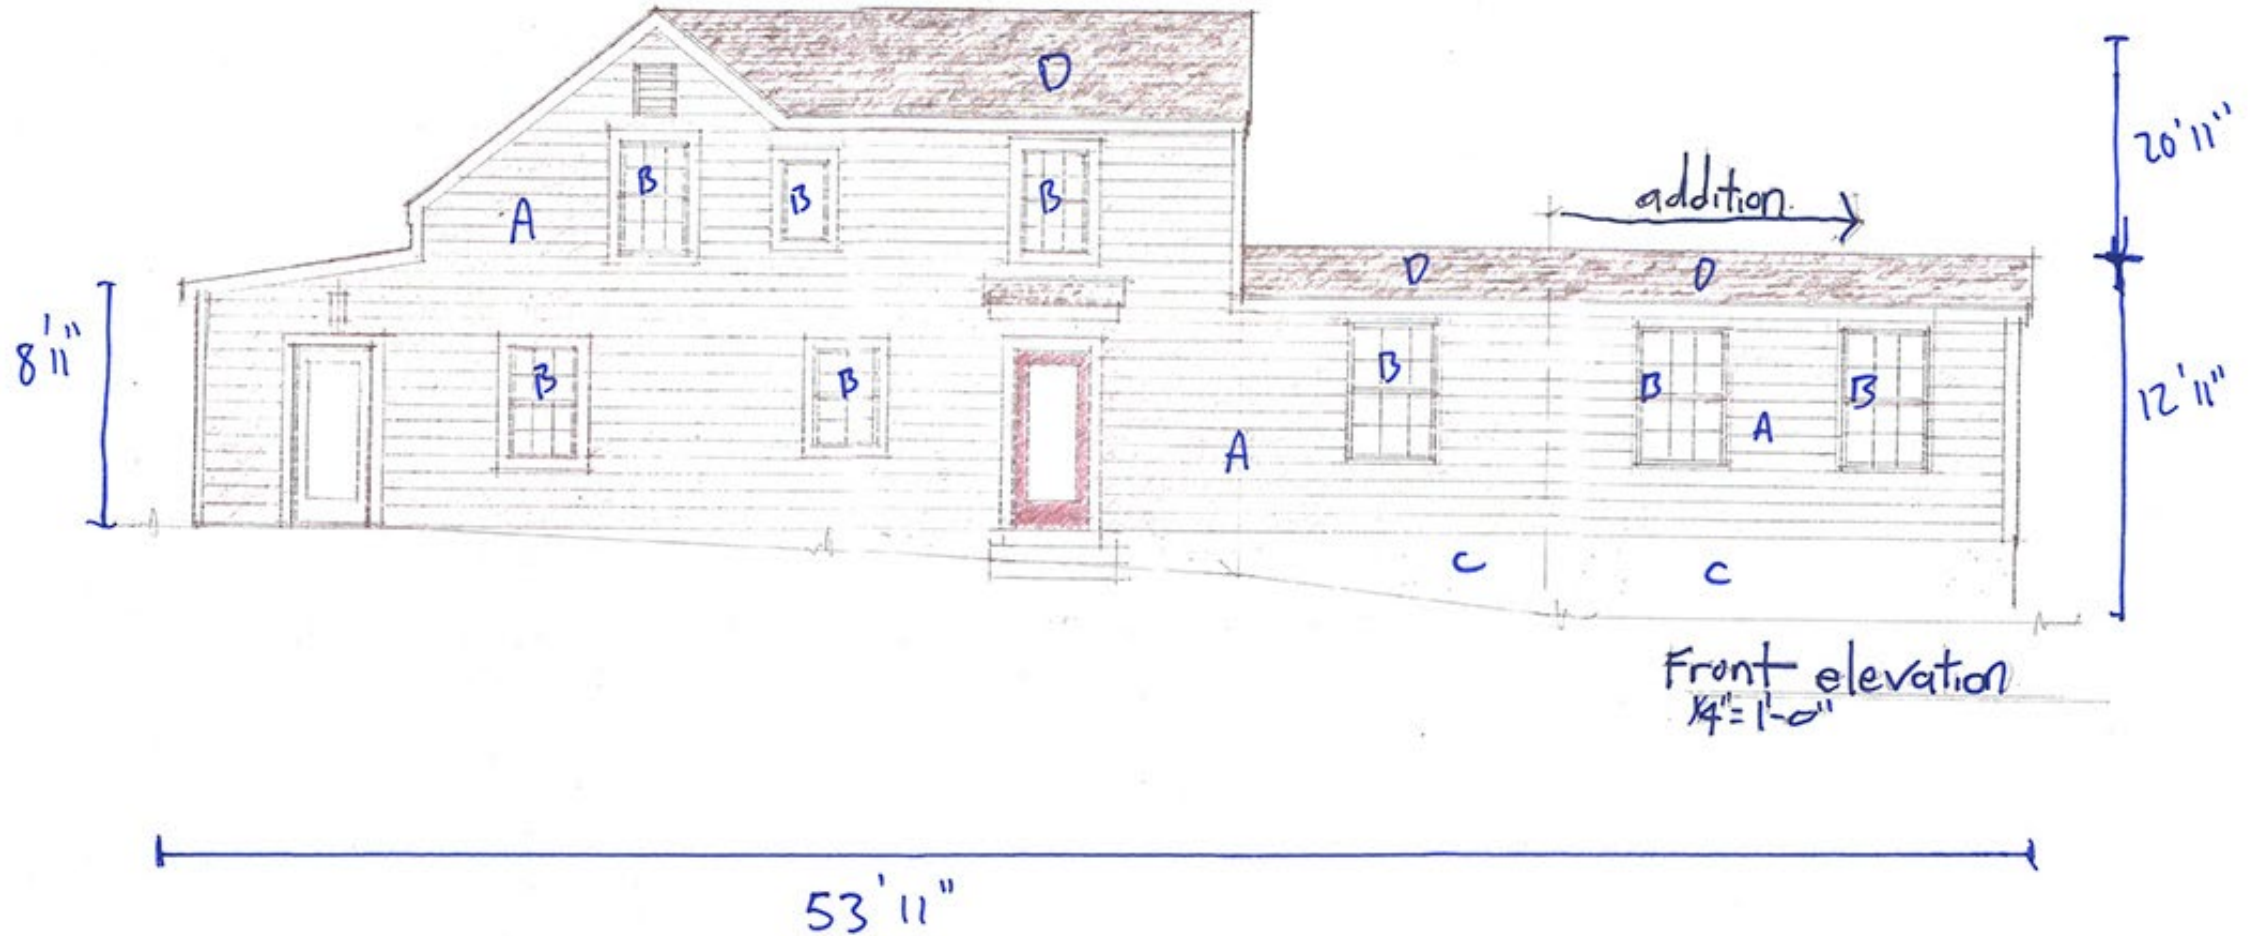 D
20'11"
B
B
B
addition
A
D
D
8'11"
B
B
B
B
B
12'11"
A
A
C
C
Front elevation
1/4"=1'-0"
53'11"